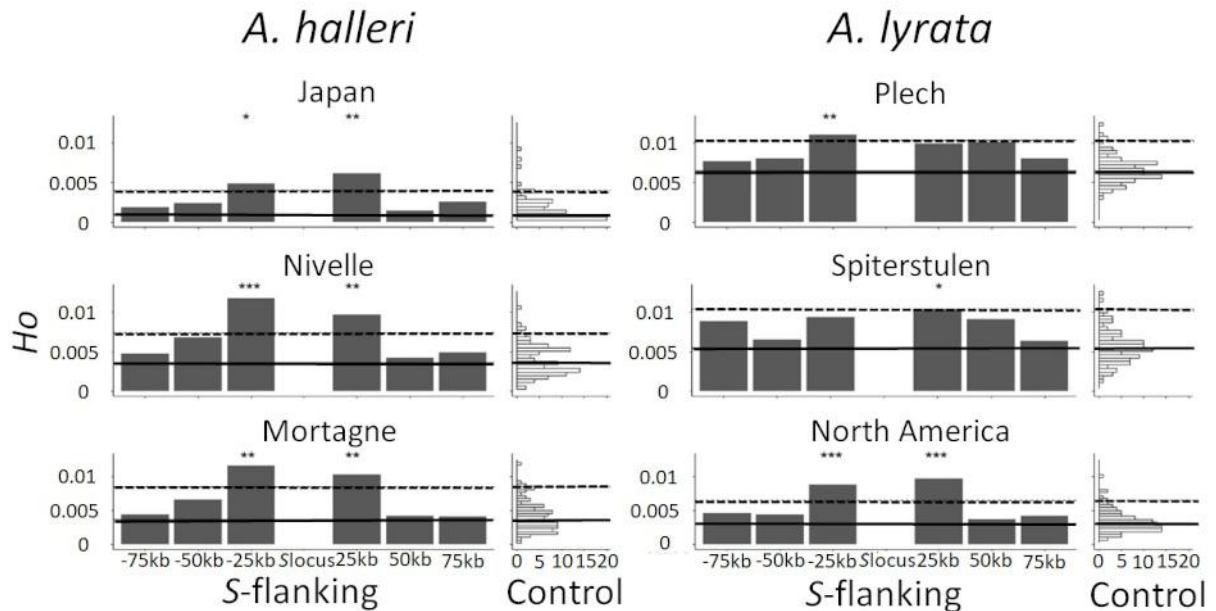 A. halleri
A. lyrata
Japan
Plech
* **
**
0.01
0.005
0
0.01
0.005
0
Nivelle
Spiterstulen
*** **
*
Ho
0.01
0.005
0
0.01
0.005
0
Mortagne
North America
** **
*** ***
0.01
0.005
0
0.01
0.005
0
-75kb -50kb -25kb Slocus 25kb 50kb 75kb
0 5 10 15 20
-75kb -50kb -25kb Slocus 25kb 50kb 75kb
0 5 10 15 20
S-flanking
Control
S-flanking
Control